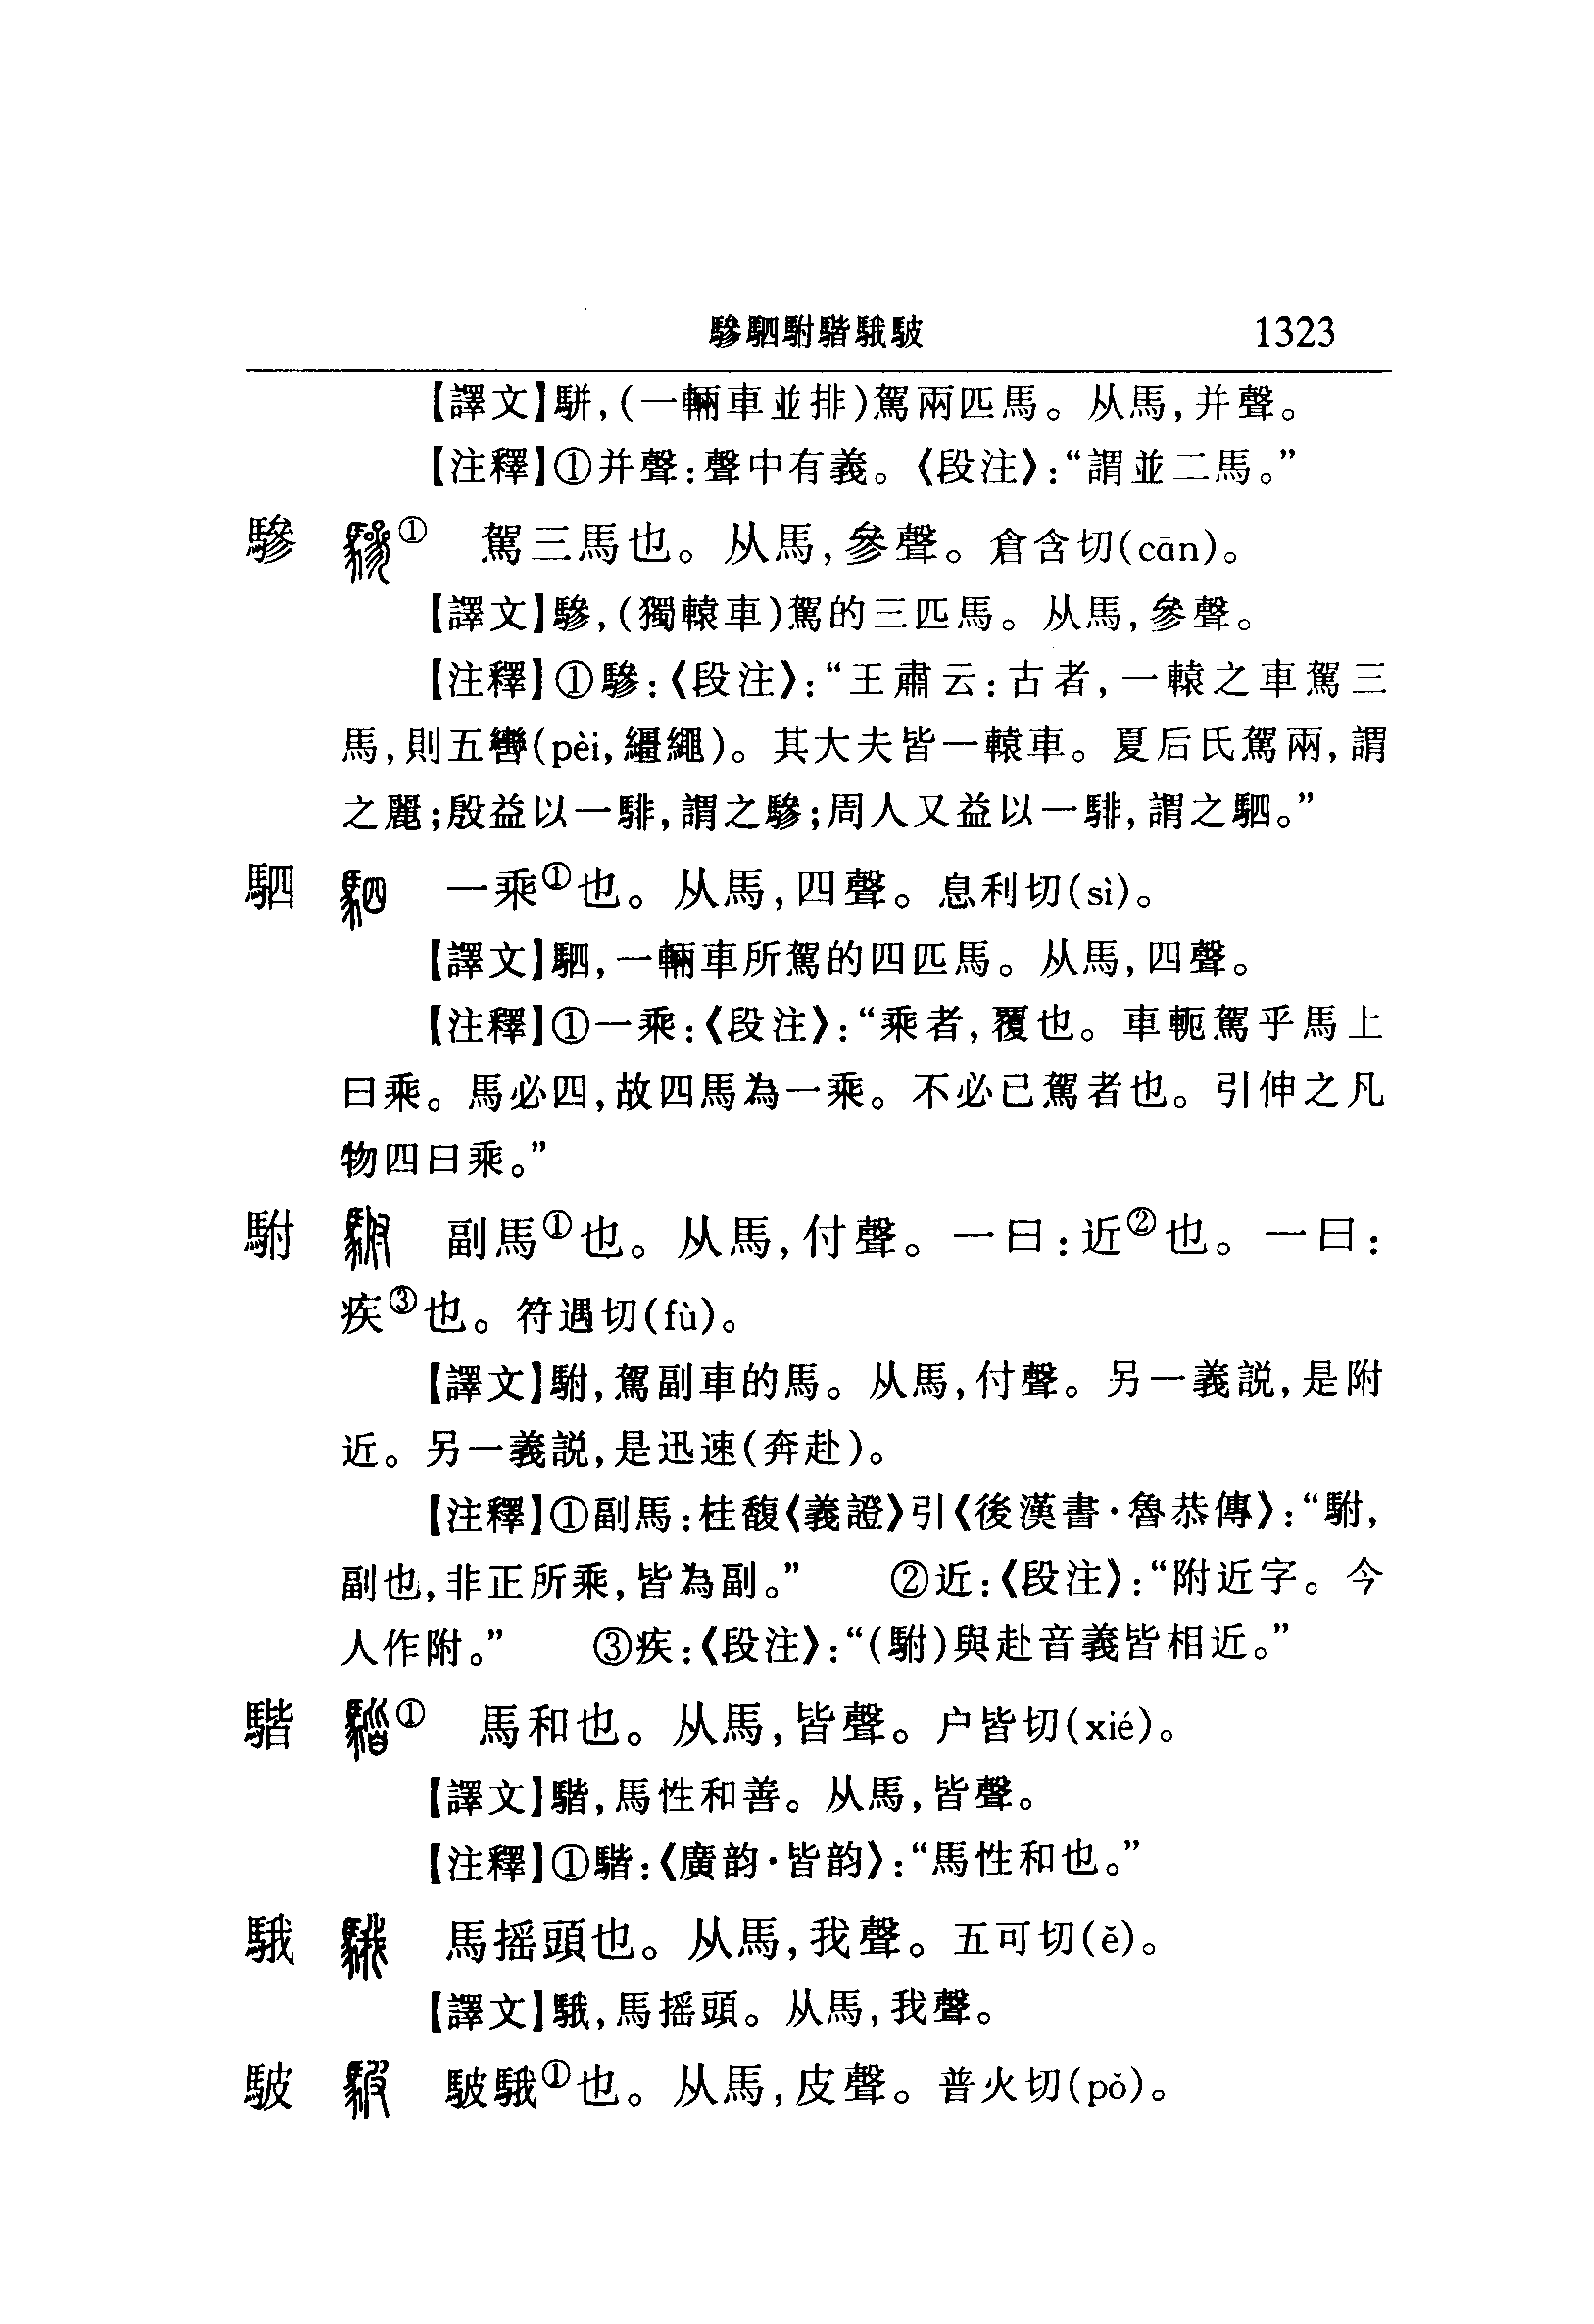 驂駟駙騤騀駊 1323
【譯文】駢,(一輛車並排)駕兩匹馬。从馬,并聲。
【注釋】①并聲:聲中有義。《段注》:“謂並二馬。”
驂 ① 駕三馬也。从馬,參聲。倉含切(cān)。
【譯文】驂,(獨轅車)駕的三匹馬。从馬,參聲。
【注釋】①驂:《段注》:“王肅云:古者,一轅之車駕三
馬,則五轡(pèi,繮繩)。其大夫皆一轅車。夏后氏駕兩,謂
之麗;殷益以一騑,謂之驂;周人又益以一騑,謂之駟。”
駟 一乘①也。从馬,四聲。息利切(sì)。
【譯文】駟,一輛車所駕的四匹馬。从馬,四聲。
【注釋】①一乘:《段注》:“乘者,覆也。車軛駕乎馬上
曰乘。馬必四,故四馬為一乘。不必已駕者也。引伸之凡
物四曰乘。”
駙 副馬①也。从馬,付聲。一曰:近②也。一曰:
疾③也。符遇切(fù)。
【譯文】駙,駕副車的馬。从馬,付聲。另一義説,是附
近。另一義説,是迅速(奔赴)。
【注釋】①副馬:桂馥《義證》引《後漢書·魯恭傳》:“駙,
副也,非正所乘,皆為副。” ②近:《段注》:“附近字。今
人作附。” ③疾:《段注》:“(駙)與赴音義皆相近。”
騤 ① 馬和也。从馬,皆聲。户皆切(xié)。
【譯文】騤,馬性和善。从馬,皆聲。
【注釋】①騤:《廣韵·皆韵》:“馬性和也。”
騀 馬摇頭也。从馬,我聲。五可切(ě)。
【譯文】騀,馬摇頭。从馬,我聲。
駊 駊騀①也。从馬,皮聲。普火切(pǒ)。